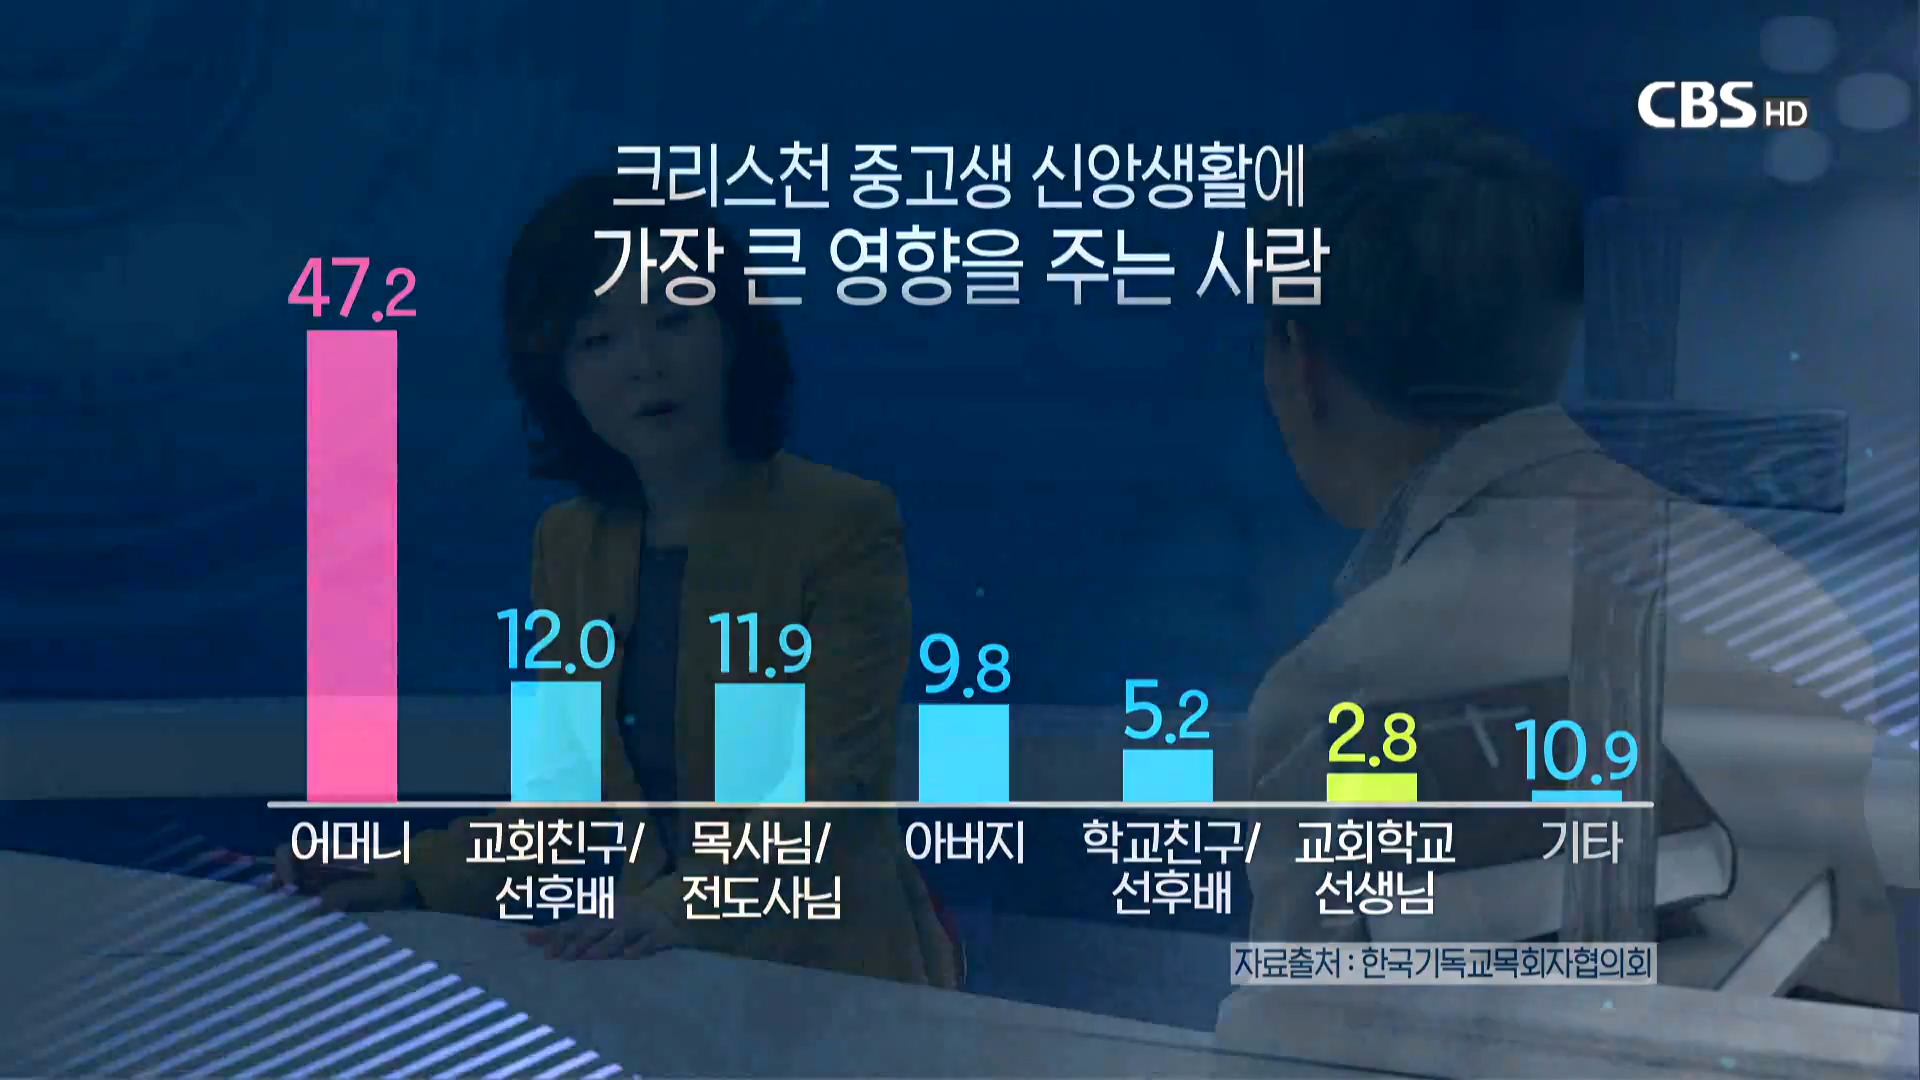 CBS HD
크리스천 중고생 신앙생활에
가장 큰 영향을 주는 사람
47.2
12.0
11.9
9.8
5.2
2.8
10.9
어머니
교회친구/
선후배
목사님/
전도사님
아버지
학교친구/
선후배
교회학교
선생님
기타
자료출처 : 한국기독교목회자협의회